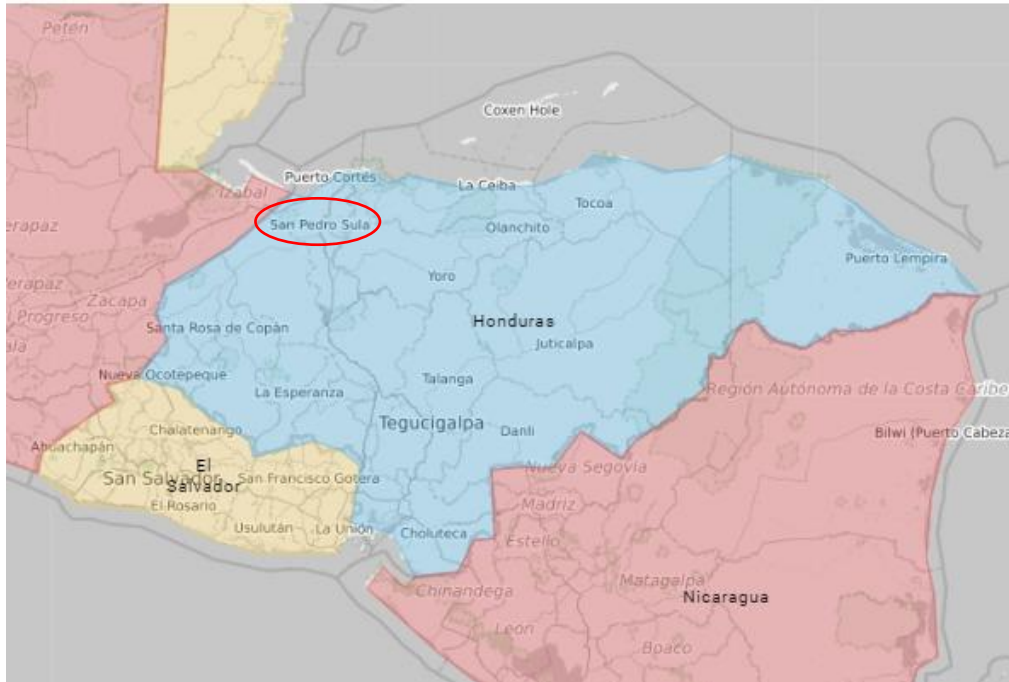 Petén
Coxen Hole
Puerto Cortés
Izabal
La Ceiba
Tocoa
San Pedro Sula
Olanchito
erapaz
Puerto Lempira
Yoro
erapaz
Zacapa
i Progreso
Honduras
Santa Rosa de Copán
Juticalpa
ala
Nueva Ocotepeque
Talanga
La Esperanza
Región Autónoma de la Costa Caribe
Tegucigalpa
Chalatenango
Danlí
Bilwi (Puerto Cabeza
Ahuachapán
El
Salvador
Nueva Segovia
San Salvador
San Francisco Gotera
El Rosario
Madriz
Usulután
La Unión
Choluteca
Estelí
Matagalpa
Chinandega
Nicaragua
León
Boaco